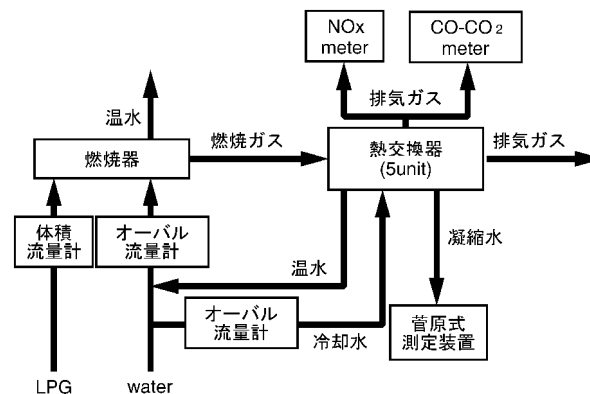 NOx
meter
CO-CO₂
meter
排気ガス
温水
燃焼ガス
排気ガス
燃焼器
熱交換器
(5unit)
体積
流量計
オーバル
流量計
凝縮水
温水
オーバル
流量計
冷却水
菅原式
測定装置
LPG
water